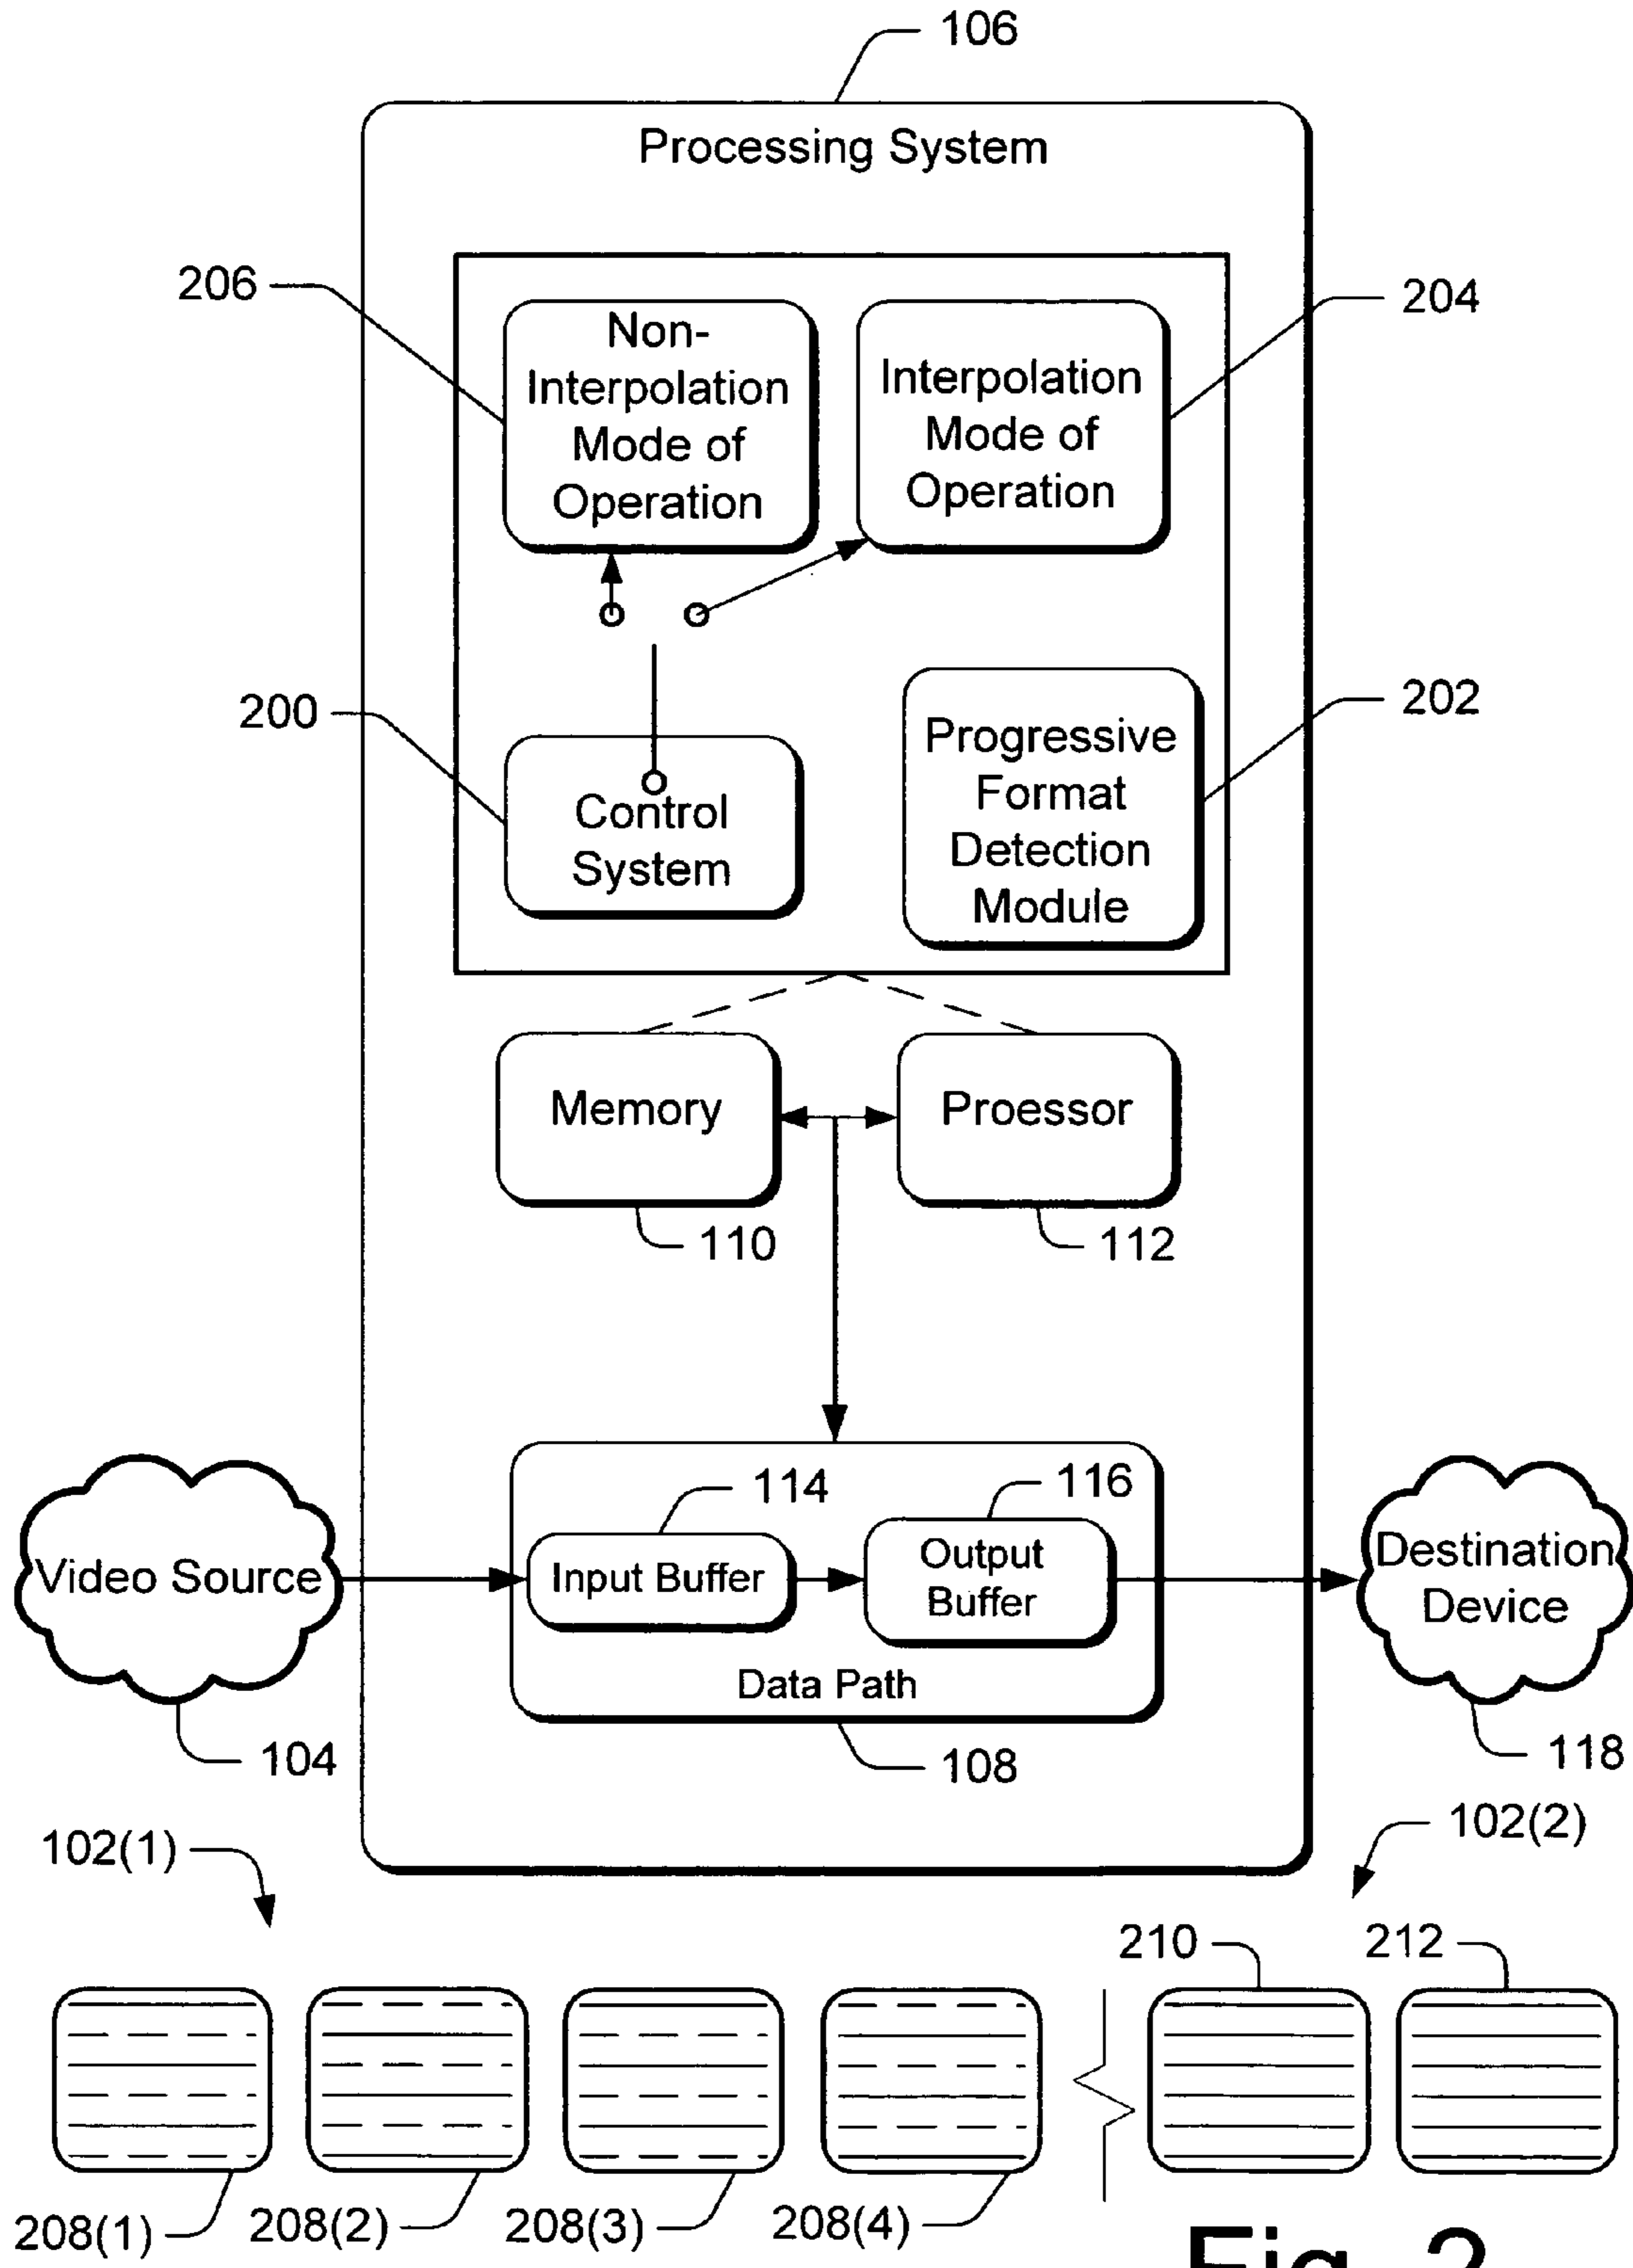 106
Processing System
206
204
Non-
Interpolation
Mode of
Operation
Interpolation
Mode of
Operation
200
202
Control
System
Progressive
Format
Detection
Module
Memory
Proessor
110
112
114
116
Video Source
Input Buffer
Output
Buffer
Destination
Device
Data Path
104
108
118
102(1)
102(2)
210
212
208(1)
208(2)
208(3)
208(4)
Fig. 2